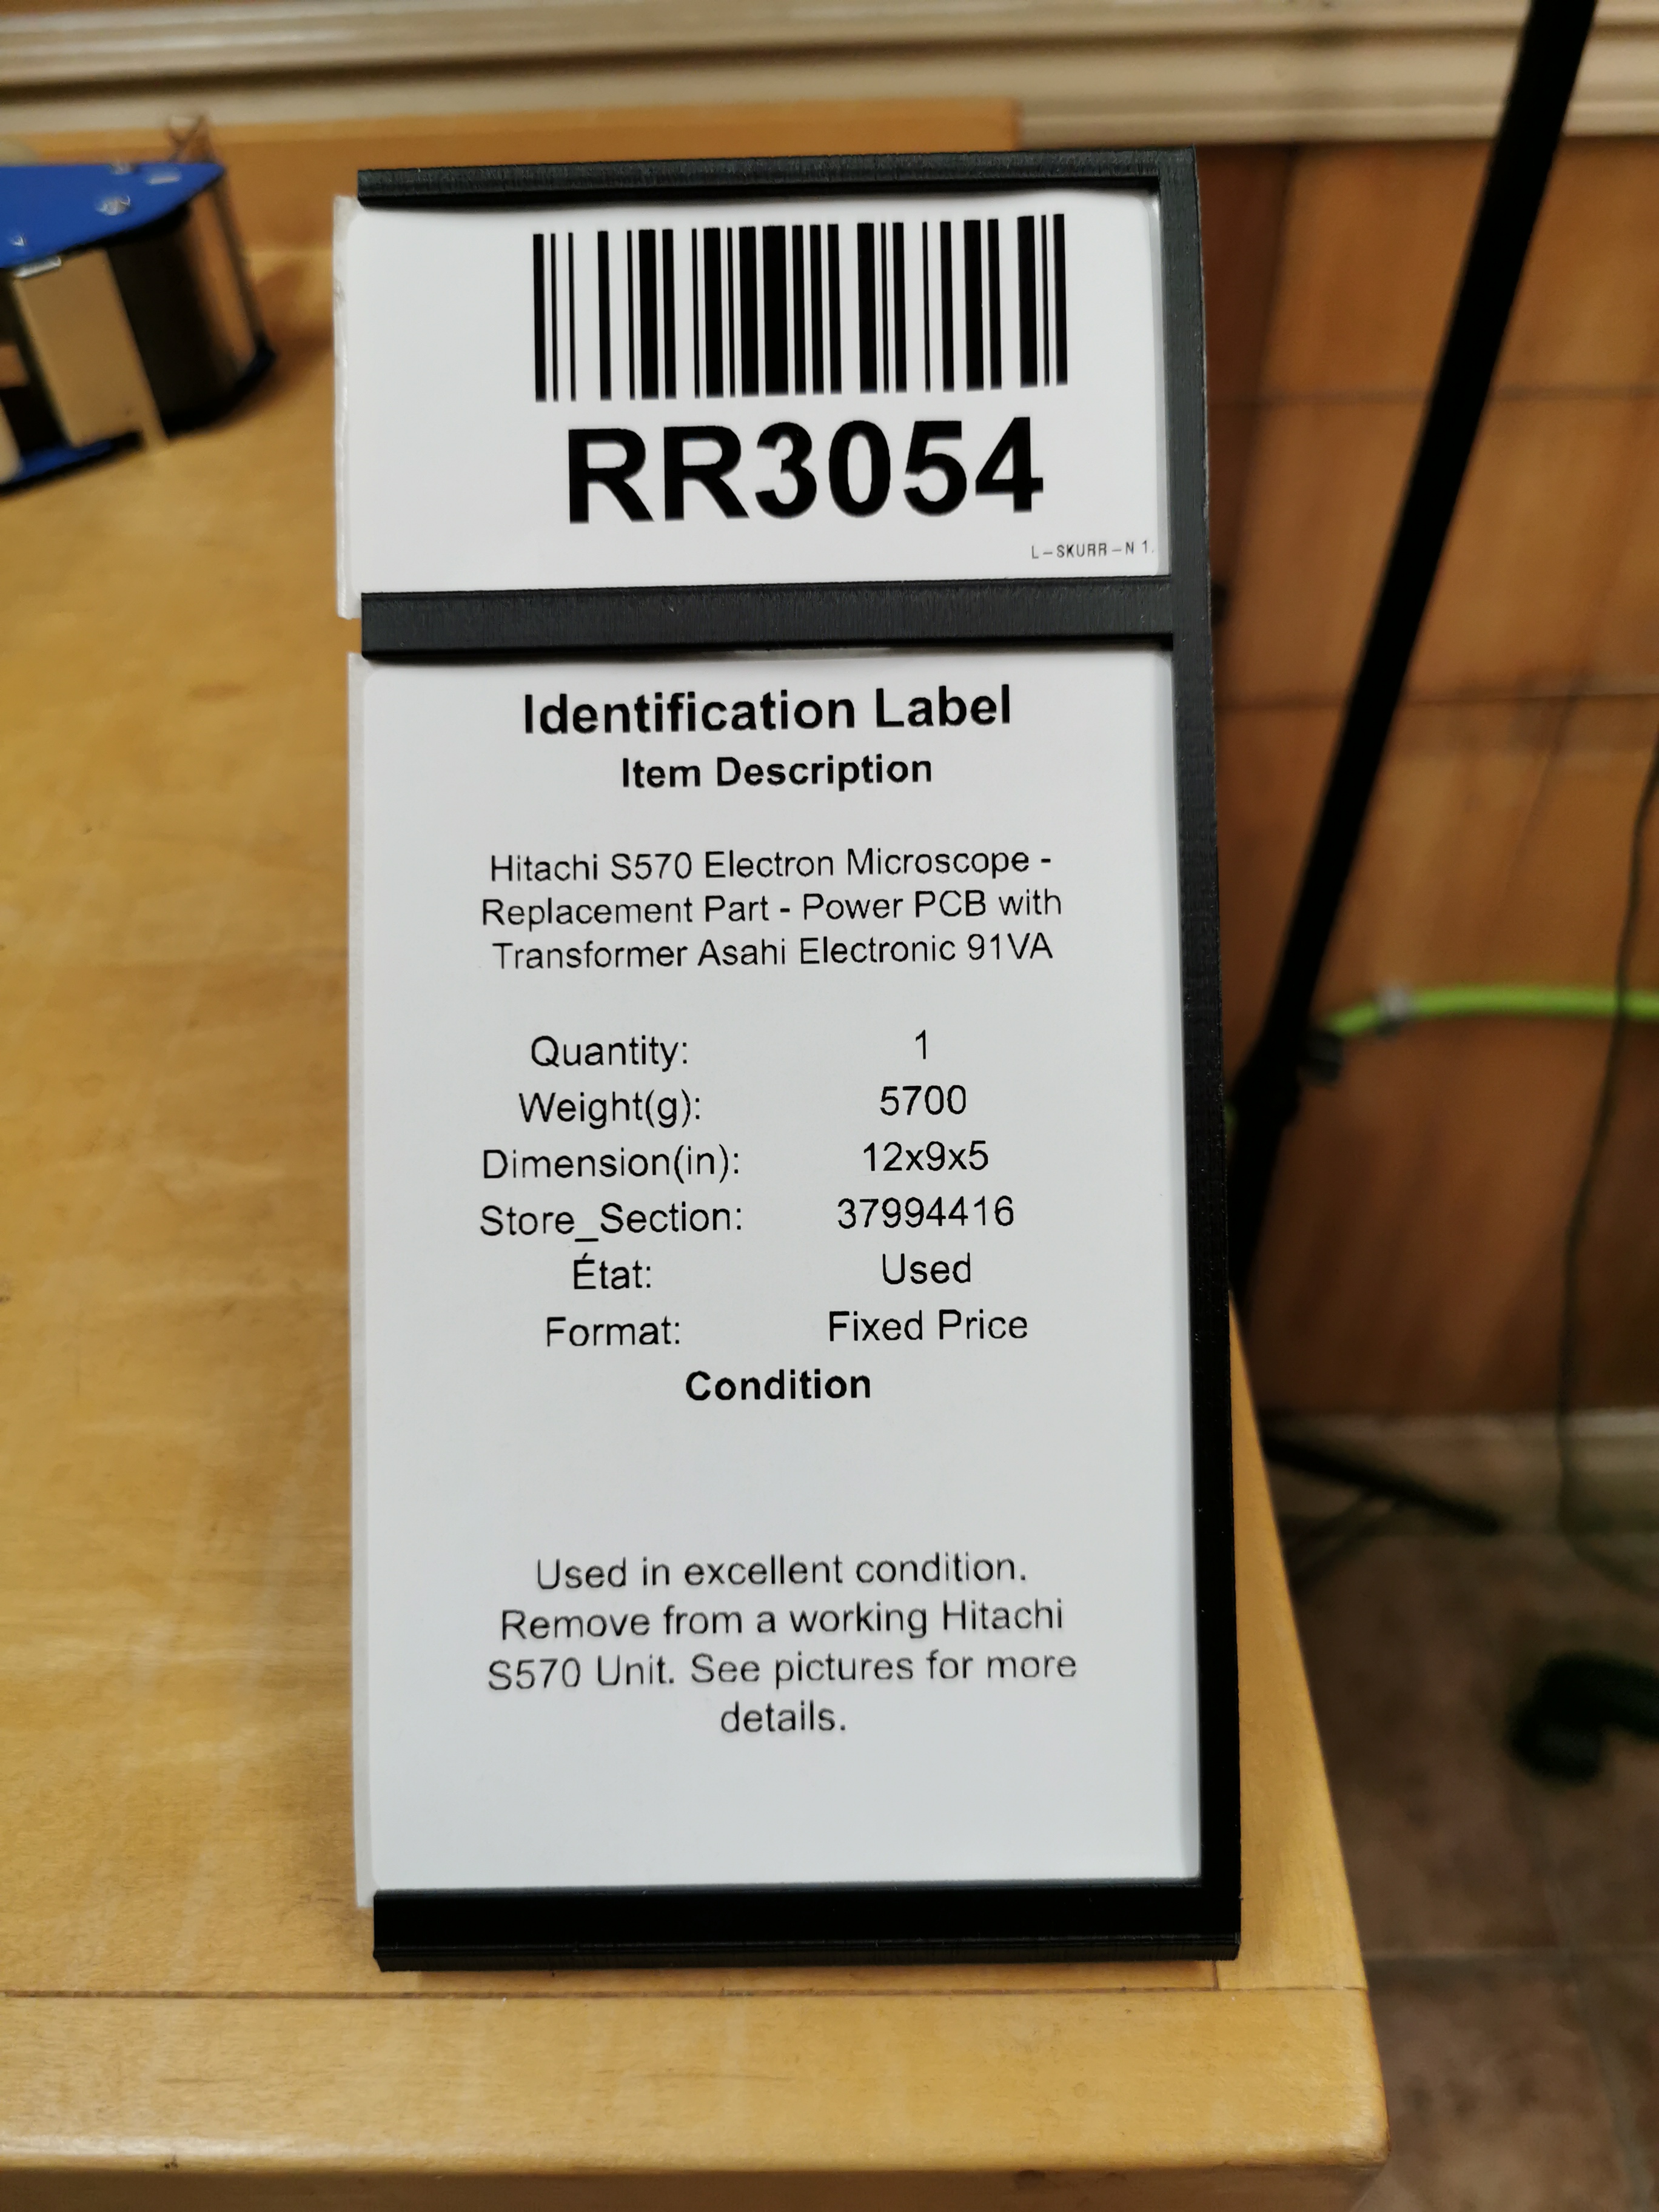 RR3054
L-SKURR-N 1.
Identification Label
Item Description
Hitachi S570 Electron Microscope -
Replacement Part - Power PCB with
Transformer Asahi Electronic 91VA
Quantity: 1
Weight(g): 5700
Dimension(in): 12x9x5
Store_Section: 37994416
État: Used
Format: Fixed Price
Condition
Used in excellent condition.
Remove from a working Hitachi
S570 Unit. See pictures for more
details.